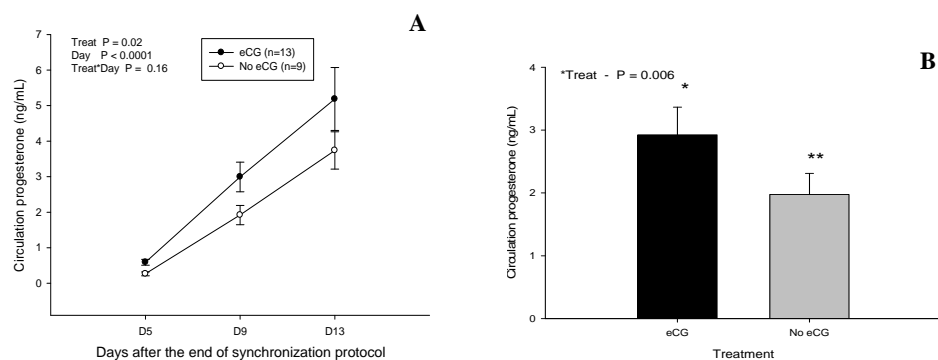 A
Treat P = 0.02
Day P < 0.0001
Treat*Day P = 0.16
eCG (n=13)
No eCG (n=9)
Circulation progesterone (ng/mL)
7
6
5
4
3
2
1
0
D5 D9 D13
Days after the end of synchronization protocol
B
*Treat - P = 0.006
*
**
Circulation progesterone (ng/mL)
4
3
2
1
0
eCG No eCG
Treatment